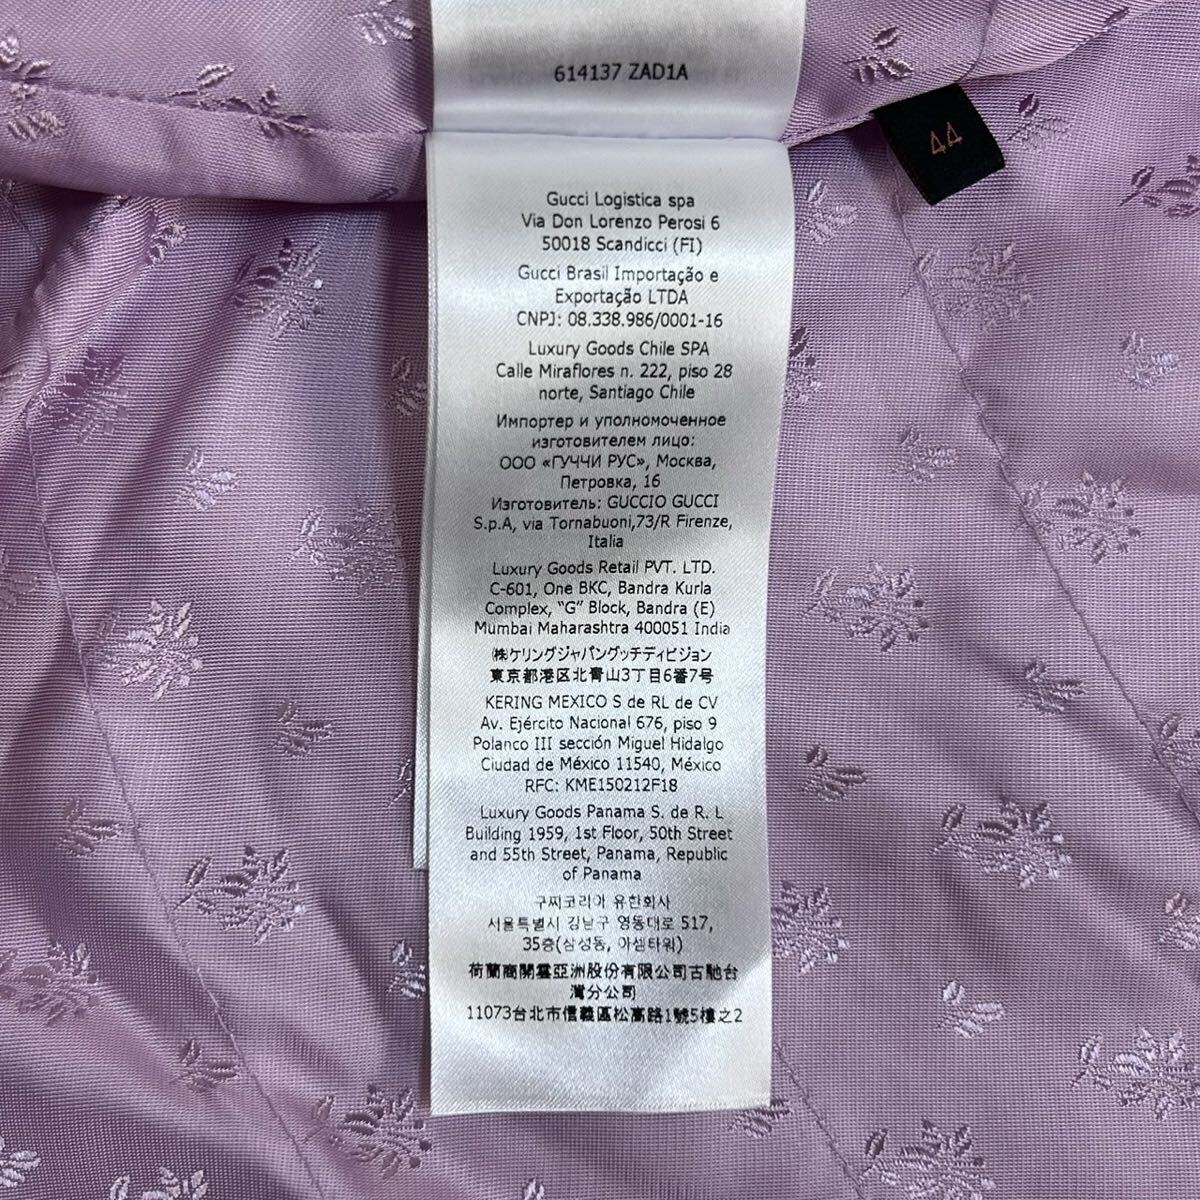 614137 ZAD1A
44
Gucci Logistica spa
Via Don Lorenzo Perosi 6
50018 Scandicci (FI)
Gucci Brasil Importação e
Exportação LTDA
CNPJ: 08.338.986/0001-16
Luxury Goods Chile SPA
Calle Miraflores n. 222, piso 28
norte, Santiago Chile
Импортер и уполномоченное
изготовителем лицо:
ООО «ГУЧЧИ РУС», Москва,
Петровка, 16
Изготовитель: GUCCIO GUCCI
S.p.A, via Tornabuoni,73/R Firenze,
Italia
Luxury Goods Retail PVT. LTD.
C-601, One BKC, Bandra Kurla
Complex, "G" Block, Bandra (E)
Mumbai Maharashtra 400051 India
㈱ケリングジャパングッチディビジョン
東京都港区北青山3丁目6番7号
KERING MEXICO S de RL de CV
Av. Ejército Nacional 676, piso 9
Polanco III sección Miguel Hidalgo
Ciudad de México 11540, México
RFC: KME150212F18
Luxury Goods Panama S. de R. L
Building 1959, 1st Floor, 50th Street
and 55th Street, Panama, Republic
of Panama
구찌코리아 유한회사
서울특별시 강남구 영동대로 517,
35층(삼성동, 아셈타워)
荷蘭商開雲亞洲股份有限公司古馳台
灣分公司
11073台北市信義區松高路1號5樓之2